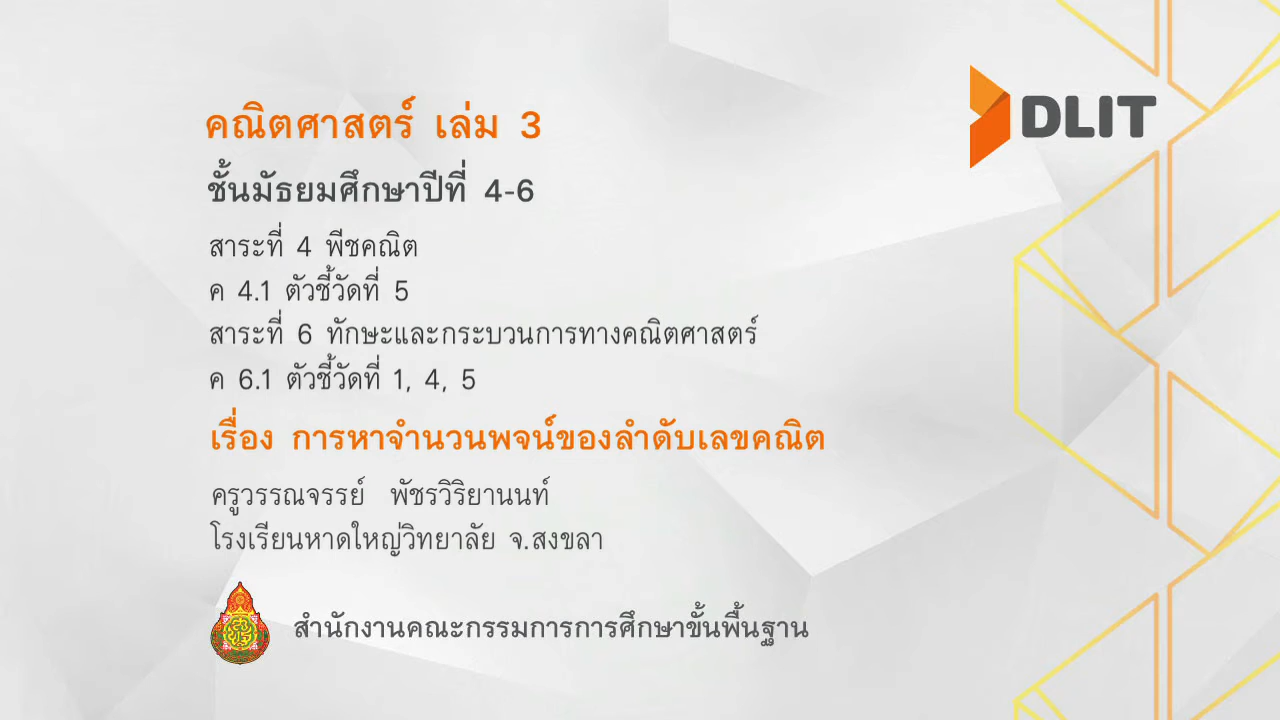 คณิตศาสตร์ เล่ม 3
DLIT
ชั้นมัธยมศึกษาปีที่ 4-6
สาระที่ 4 พีชคณิต
ค 4.1 ตัวชี้วัดที่ 5
สาระที่ 6 ทักษะและกระบวนการทางคณิตศาสตร์
ค 6.1 ตัวชี้วัดที่ 1, 4, 5
เรื่อง การหาจำนวนพจน์ของลำดับเลขคณิต
ครูวรรณจรรย์ พัชรวิริยานนท์
โรงเรียนหาดใหญ่วิทยาลัย จ.สงขลา
สำนักงานคณะกรรมการการศึกษาขั้นพื้นฐาน